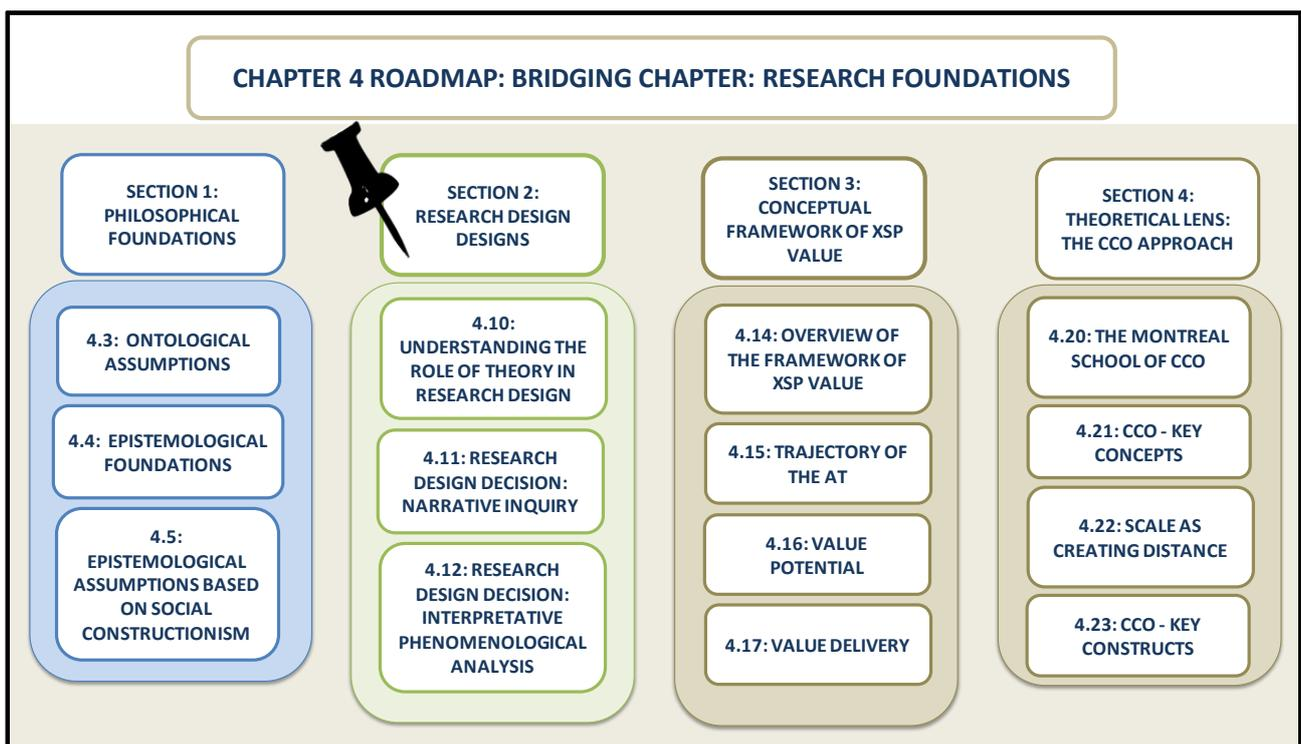 CHAPTER 4 ROADMAP: BRIDGING CHAPTER: RESEARCH FOUNDATIONS
SECTION 1:
PHILOSOPHICAL
FOUNDATIONS
4.3: ONTOLOGICAL
ASSUMPTIONS
4.4: EPISTEMOLOGICAL
FOUNDATIONS
4.5:
EPISTEMOLOGICAL
ASSUMPTIONS BASED
ON SOCIAL
CONSTRUCTIONISM
SECTION 2:
RESEARCH DESIGN
DESIGNS
4.10:
UNDERSTANDING THE
ROLE OF THEORY IN
RESEARCH DESIGN
4.11: RESEARCH
DESIGN DECISION:
NARRATIVE INQUIRY
4.12: RESEARCH
DESIGN DECISION:
INTERPRETATIVE
PHENOMENOLOGICAL
ANALYSIS
SECTION 3:
CONCEPTUAL
FRAMEWORK OF XSP
VALUE
4.14: OVERVIEW OF
THE FRAMEWORK OF
XSP VALUE
4.15: TRAJECTORY OF
THE AT
4.16: VALUE
POTENTIAL
4.17: VALUE DELIVERY
SECTION 4:
THEORETICAL LENS:
THE CCO APPROACH
4.20: THE MONTREAL
SCHOOL OF CCO
4.21: CCO - KEY
CONCEPTS
4.22: SCALE AS
CREATING DISTANCE
4.23: CCO - KEY
CONSTRUCTS